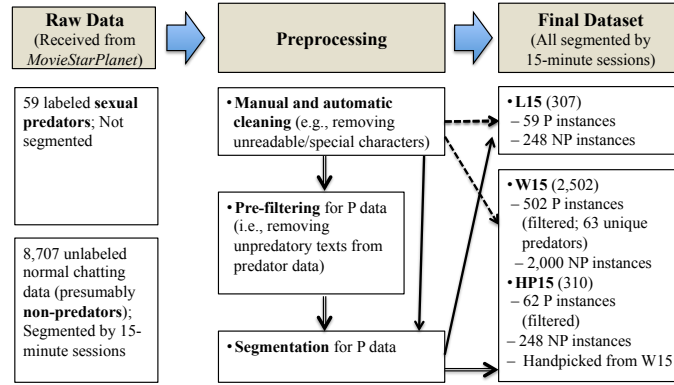 Raw Data
(Received from
MovieStarPlanet)
Preprocessing
Final Dataset
(All segmented by
15-minute sessions)
59 labeled sexual
predators; Not
segmented
8,707 unlabeled
normal chatting
data (presumably
non-predators);
Segmented by 15-
minute sessions
•Manual and automatic
cleaning (e.g., removing
unreadable/special characters)
•Pre-filtering for P data
(i.e., removing
unpredatory texts from
predator data)
•Segmentation for P data
•L15 (307)
– 59 P instances
– 248 NP instances
•W15 (2,502)
– 502 P instances
(filtered; 63 unique
predators)
– 2,000 NP instances
•HP15 (310)
– 62 P instances
(filtered)
– 248 NP instances
– Handpicked from W15